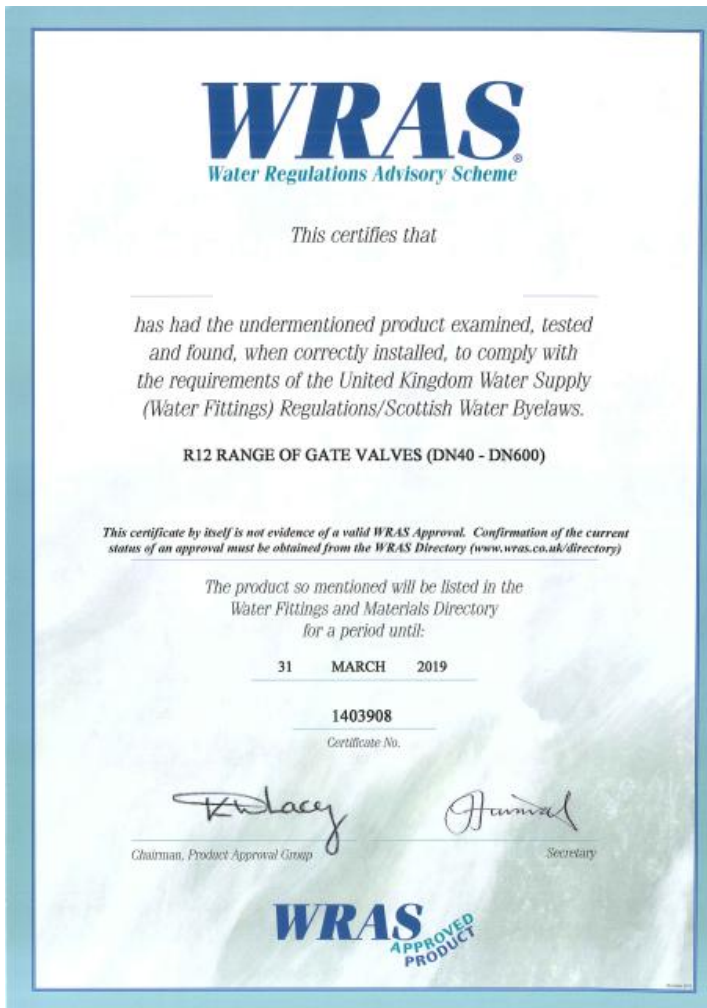 WRAS®
Water Regulations Advisory Scheme
This certifies that
has had the undermentioned product examined, tested
and found, when correctly installed, to comply with
the requirements of the United Kingdom Water Supply
(Water Fittings) Regulations/Scottish Water Byelaws.
R12 RANGE OF GATE VALVES (DN40 - DN600)
This certificate by itself is not evidence of a valid WRAS Approval. Confirmation of the current
status of an approval must be obtained from the WRAS Directory (www.wras.co.uk/directory)
The product so mentioned will be listed in the
Water Fittings and Materials Directory
for a period until:
31 MARCH 2019
1403908
Certificate No.
Chairman, Product Approval Group
Secretary
WRAS
APPROVED
PRODUCT